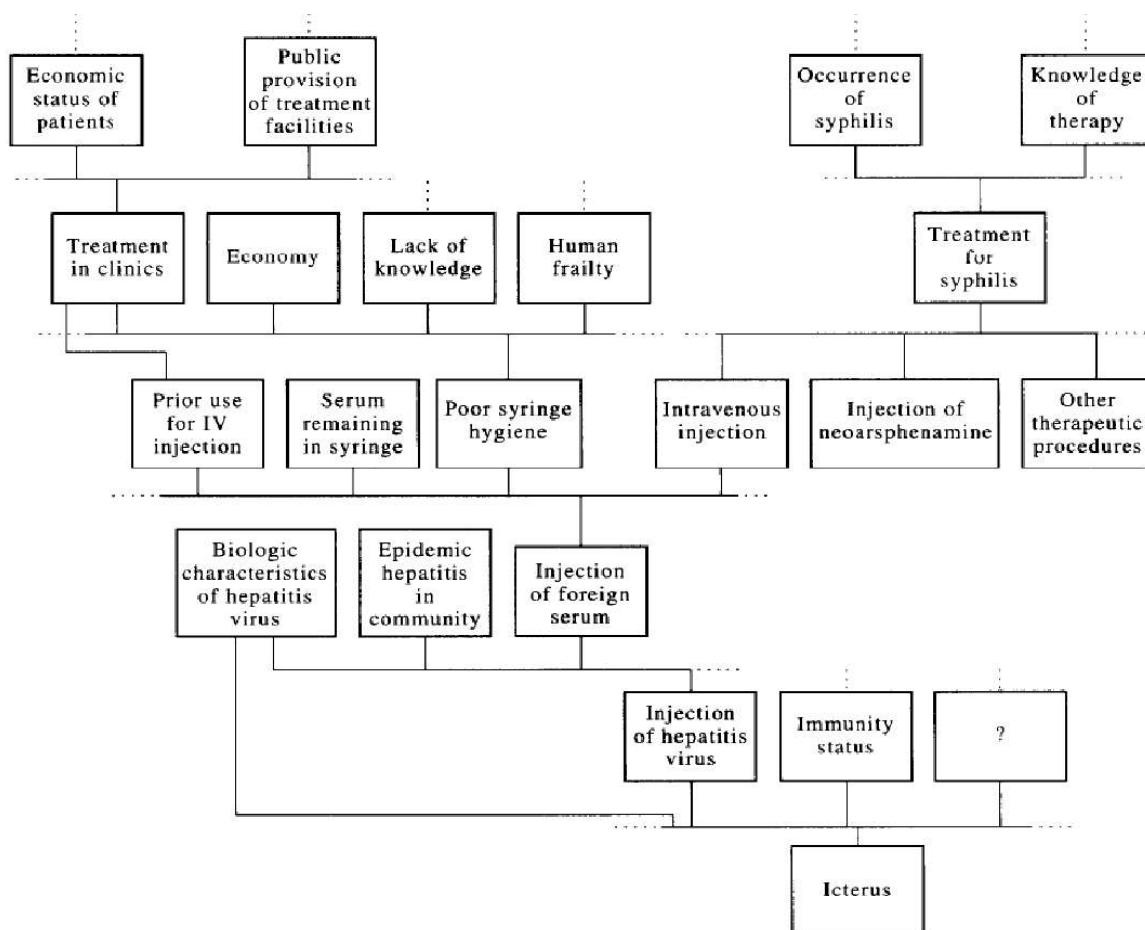 Economic
status of
patients
Public
provision
of treatment
facilities
Occurrence
of
syphilis
Knowledge
of
therapy
Treatment
in clinics
Economy
Lack of
knowledge
Human
frailty
Treatment
for
syphilis
Prior use
for IV
injection
Serum
remaining
in syringe
Poor syringe
hygiene
Intravenous
injection
Injection of
neoarsphenamine
Other
therapeutic
procedures
Biologic
characteristics
of hepatitis
virus
Epidemic
hepatitis
in
community
Injection
of foreign
serum
Injection
of hepatitis
virus
Immunity
status
?
Icterus